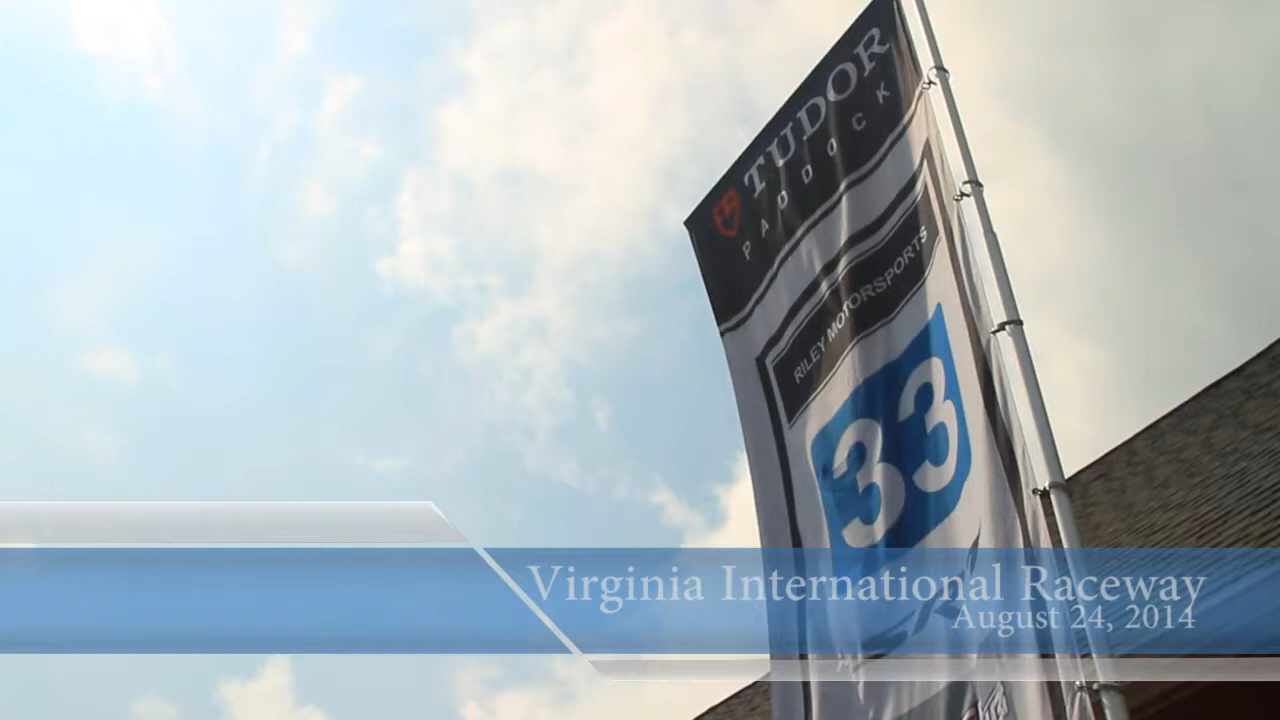 TUDOR
PADDOCK
RILEY MOTORSPORTS
33
Virginia International Raceway
August 24, 2014